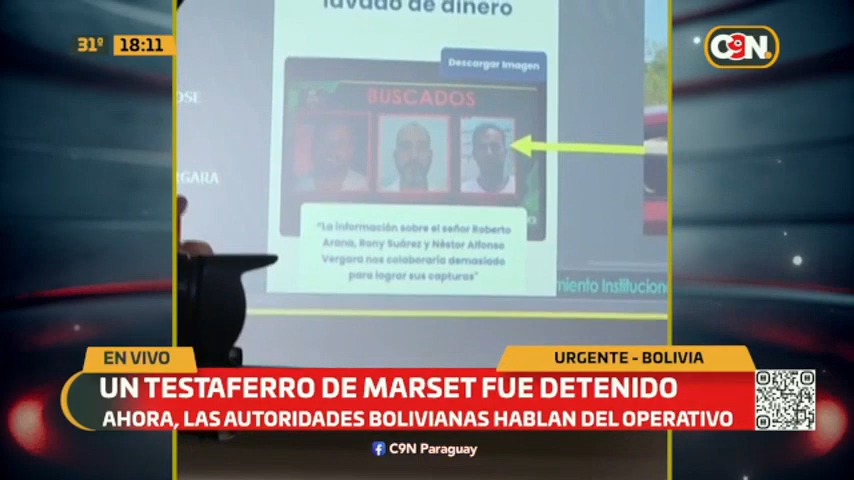 31º
18:11
C9N.
lavado de dinero
Descargar Imagen
BUSCADOS
"La información sobre el señor Roberto
Arana, Rony Suárez y Néstor Alfonso
Vergara nos colaboraría demasiado
para lograr sus capturas"
OSE
RGARA
miento Institucion
EN VIVO
URGENTE - BOLIVIA
UN TESTAFERRO DE MARSET FUE DETENIDO
AHORA, LAS AUTORIDADES BOLIVIANAS HABLAN DEL OPERATIVO
C9N Paraguay